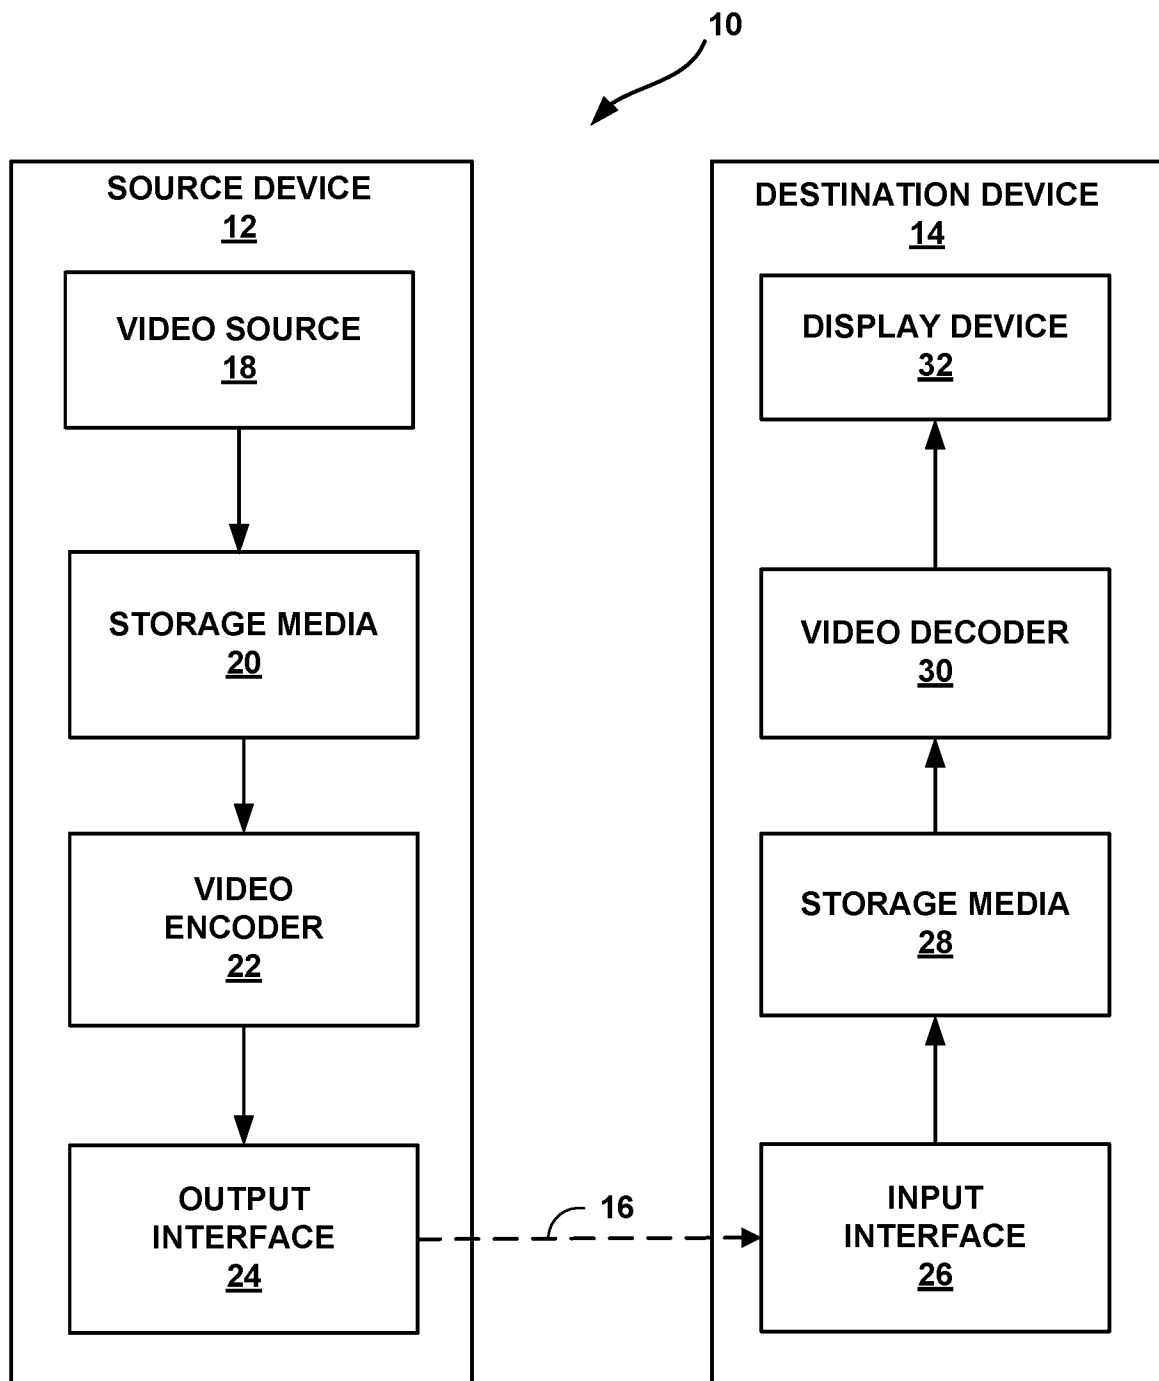 10
SOURCE DEVICE
12
VIDEO SOURCE
18
STORAGE MEDIA
20
VIDEO
ENCODER
22
OUTPUT
INTERFACE
24
16
DESTINATION DEVICE
14
DISPLAY DEVICE
32
VIDEO DECODER
30
STORAGE MEDIA
28
INPUT
INTERFACE
26